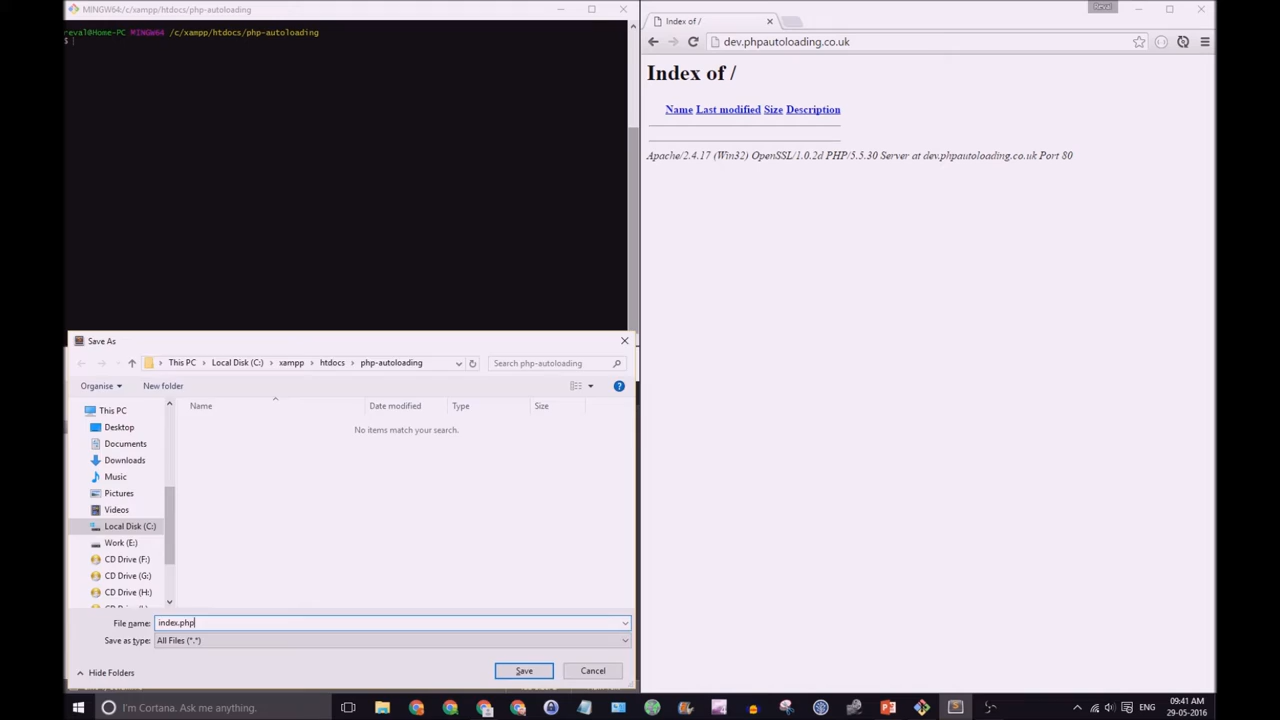 MINGW64:/c/xampp/htdocs/php-autoloading
reval@Home-PC MINGW64 /c/xampp/htdocs/php-autoloading
$
Save As
This PC
Local Disk (C:)
xampp
htdocs
php-autoloading
Search php-autoloading
Organise
New folder
Name
Date modified
Type
Size
No items match your search.
This PC
Desktop
Documents
Downloads
Music
Pictures
Videos
Local Disk (C:)
Work (E:)
CD Drive (F:)
CD Drive (G:)
CD Drive (H:)
File name: index.php
Save as type: All Files (*.*)
Hide Folders
Save
Cancel
Reval
Index of /
dev.phpautoloading.co.uk
Index of /
Name Last modified Size Description
Apache/2.4.17 (Win32) OpenSSL/1.0.2d PHP/5.5.30 Server at dev.phpautoloading.co.uk Port 80
I'm Cortana. Ask me anything.
ENG
09:41 AM
29-05-2016